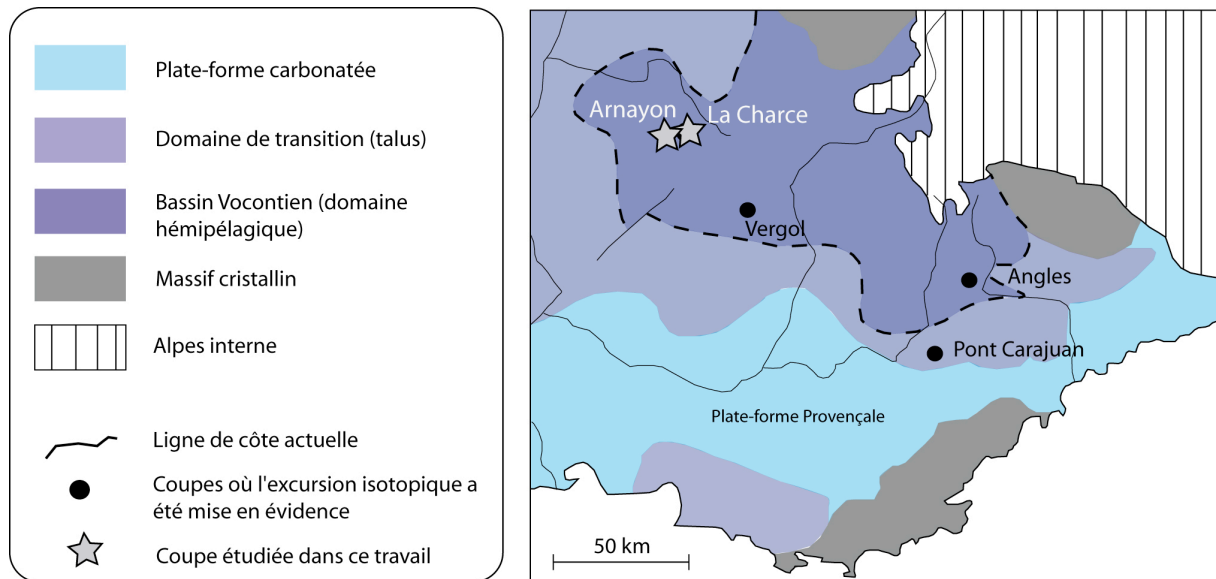 Plate-forme carbonatée
Domaine de transition (talus)
Bassin Vocontien (domaine
hémipélagique)
Massif cristallin
Alpes interne
Ligne de côte actuelle
Coupes où l'excursion isotopique a
été mise en évidence
Coupe étudiée dans ce travail
Arnayon
La Charce
Vergol
Angles
Pont Carajuan
Plate-forme Provençale
50 km